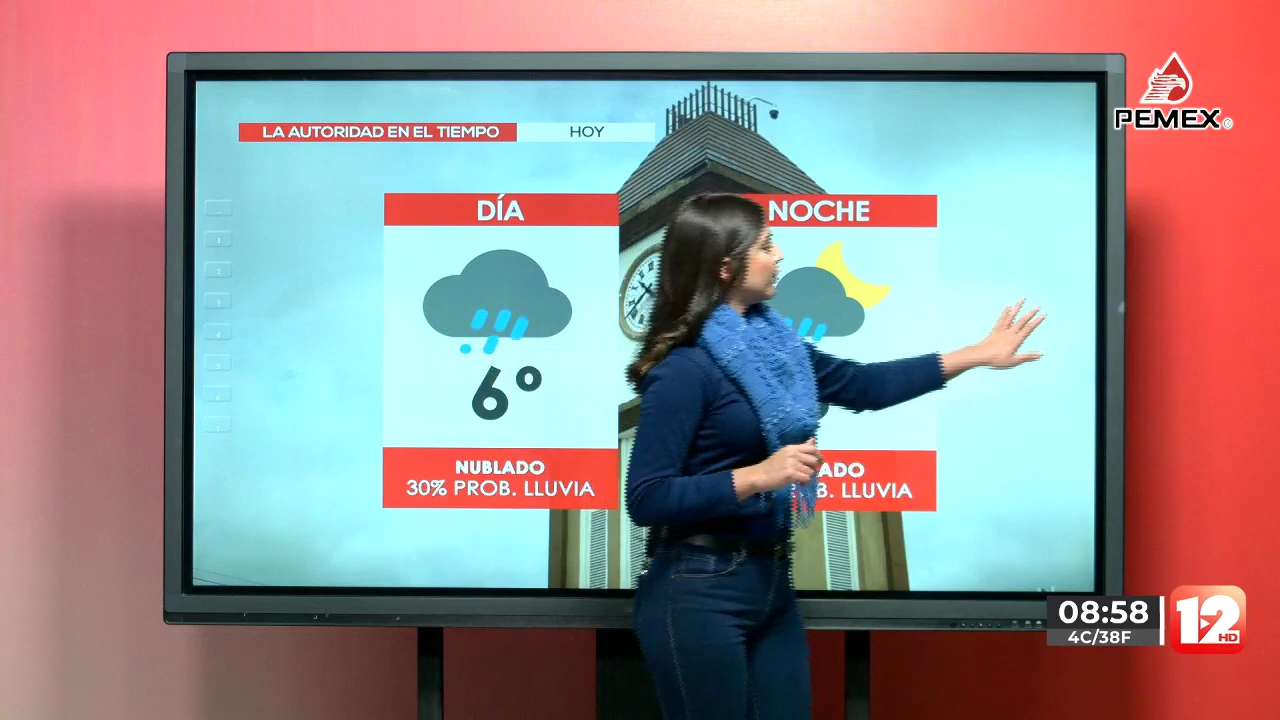 LA AUTORIDAD EN EL TIEMPO HOY
DÍA
NOCHE
6º
NUBLADO
30% PROB. LLUVIA
ADO
B. LLUVIA
PEMEX
08:58
4C/38F
12
HD